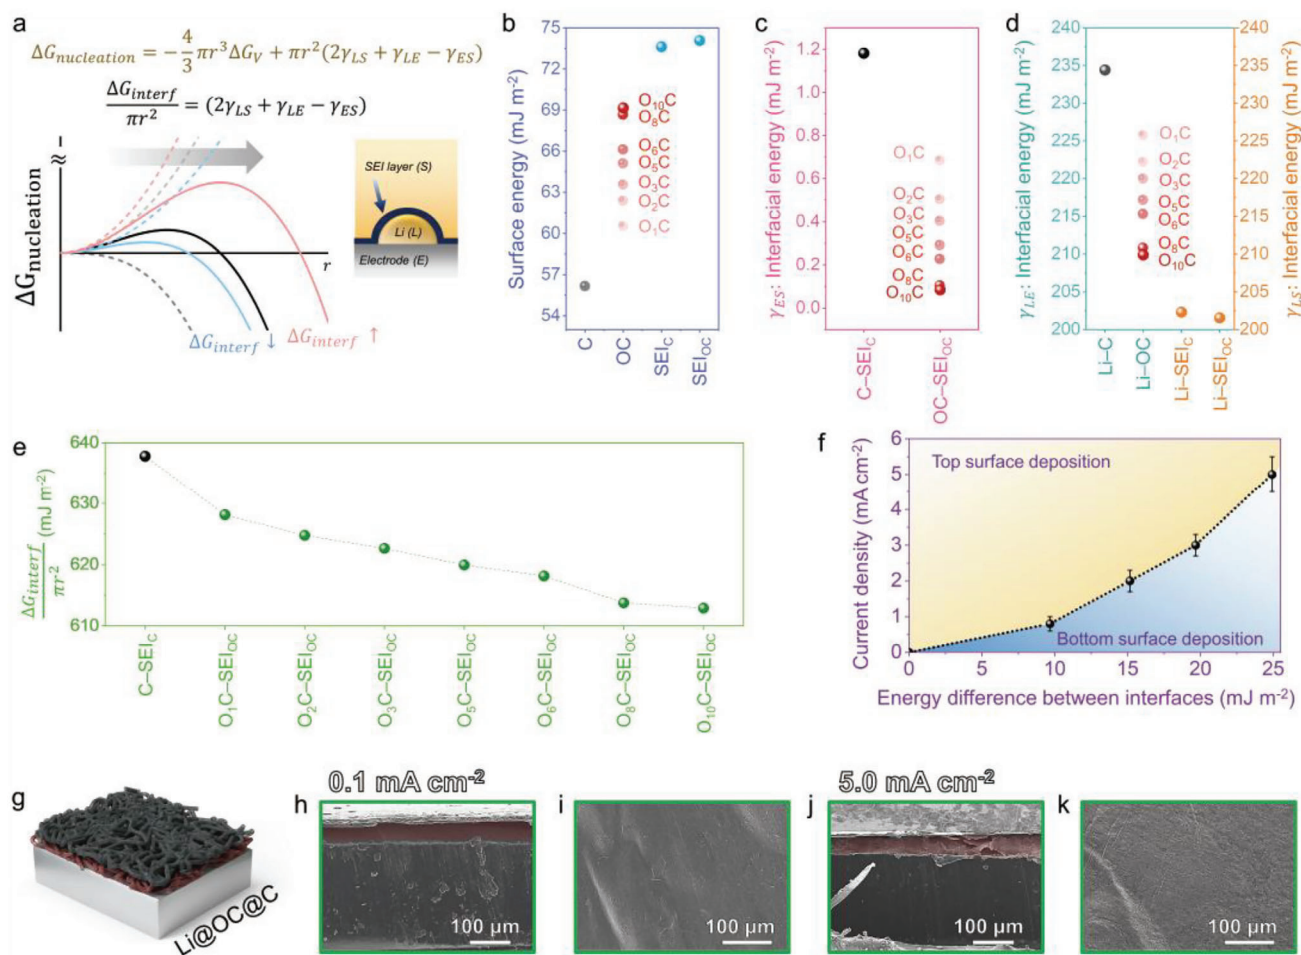 a
ΔG_nucleation = −4/3 πr³ΔG_V + πr²(2γ_LS + γ_LE − γ_ES)
ΔG_interf/πr² = (2γ_LS + γ_LE − γ_ES)
ΔG_nucleation
r
ΔG_interf ↓
ΔG_interf ↑
SEI layer (S)
Li (L)
Electrode (E)
b
Surface energy (mJ m⁻²)
75
72
69
66
63
60
57
54
O₁₀C
O₈C
O₆C
O₅C
O₃C
O₂C
O₁C
C
OC
SEI_C
SEI_OC
c
γ_ES: Interfacial energy (mJ m⁻²)
1.2
1.0
0.8
0.6
0.4
0.2
0.0
O₁C
O₂C
O₃C
O₅C
O₆C
O₈C
O₁₀C
C–SEI_C
OC–SEI_OC
d
γ_LE: Interfacial energy (mJ m⁻²)
240
235
230
225
220
215
210
205
200
O₁C
O₂C
O₃C
O₅C
O₆C
O₈C
O₁₀C
240
235
230
225
220
215
210
205
200
γ_LS: Interfacial energy (mJ m⁻²)
Li–C
Li–OC
Li–SEI_C
Li–SEI_OC
e
ΔG_interf/πr² (mJ m⁻²)
640
630
620
610
C–SEI_C
O₁C–SEI_OC
O₂C–SEI_OC
O₃C–SEI_OC
O₅C–SEI_OC
O₆C–SEI_OC
O₈C–SEI_OC
O₁₀C–SEI_OC
f
Current density (mA cm⁻²)
6
5
4
3
2
1
0
Top surface deposition
Bottom surface deposition
0
5
10
15
20
25
Energy difference between interfaces (mJ m⁻²)
g
Li@OC@C
0.1 mA cm⁻²
h
100 μm
i
100 μm
5.0 mA cm⁻²
j
100 μm
k
100 μm